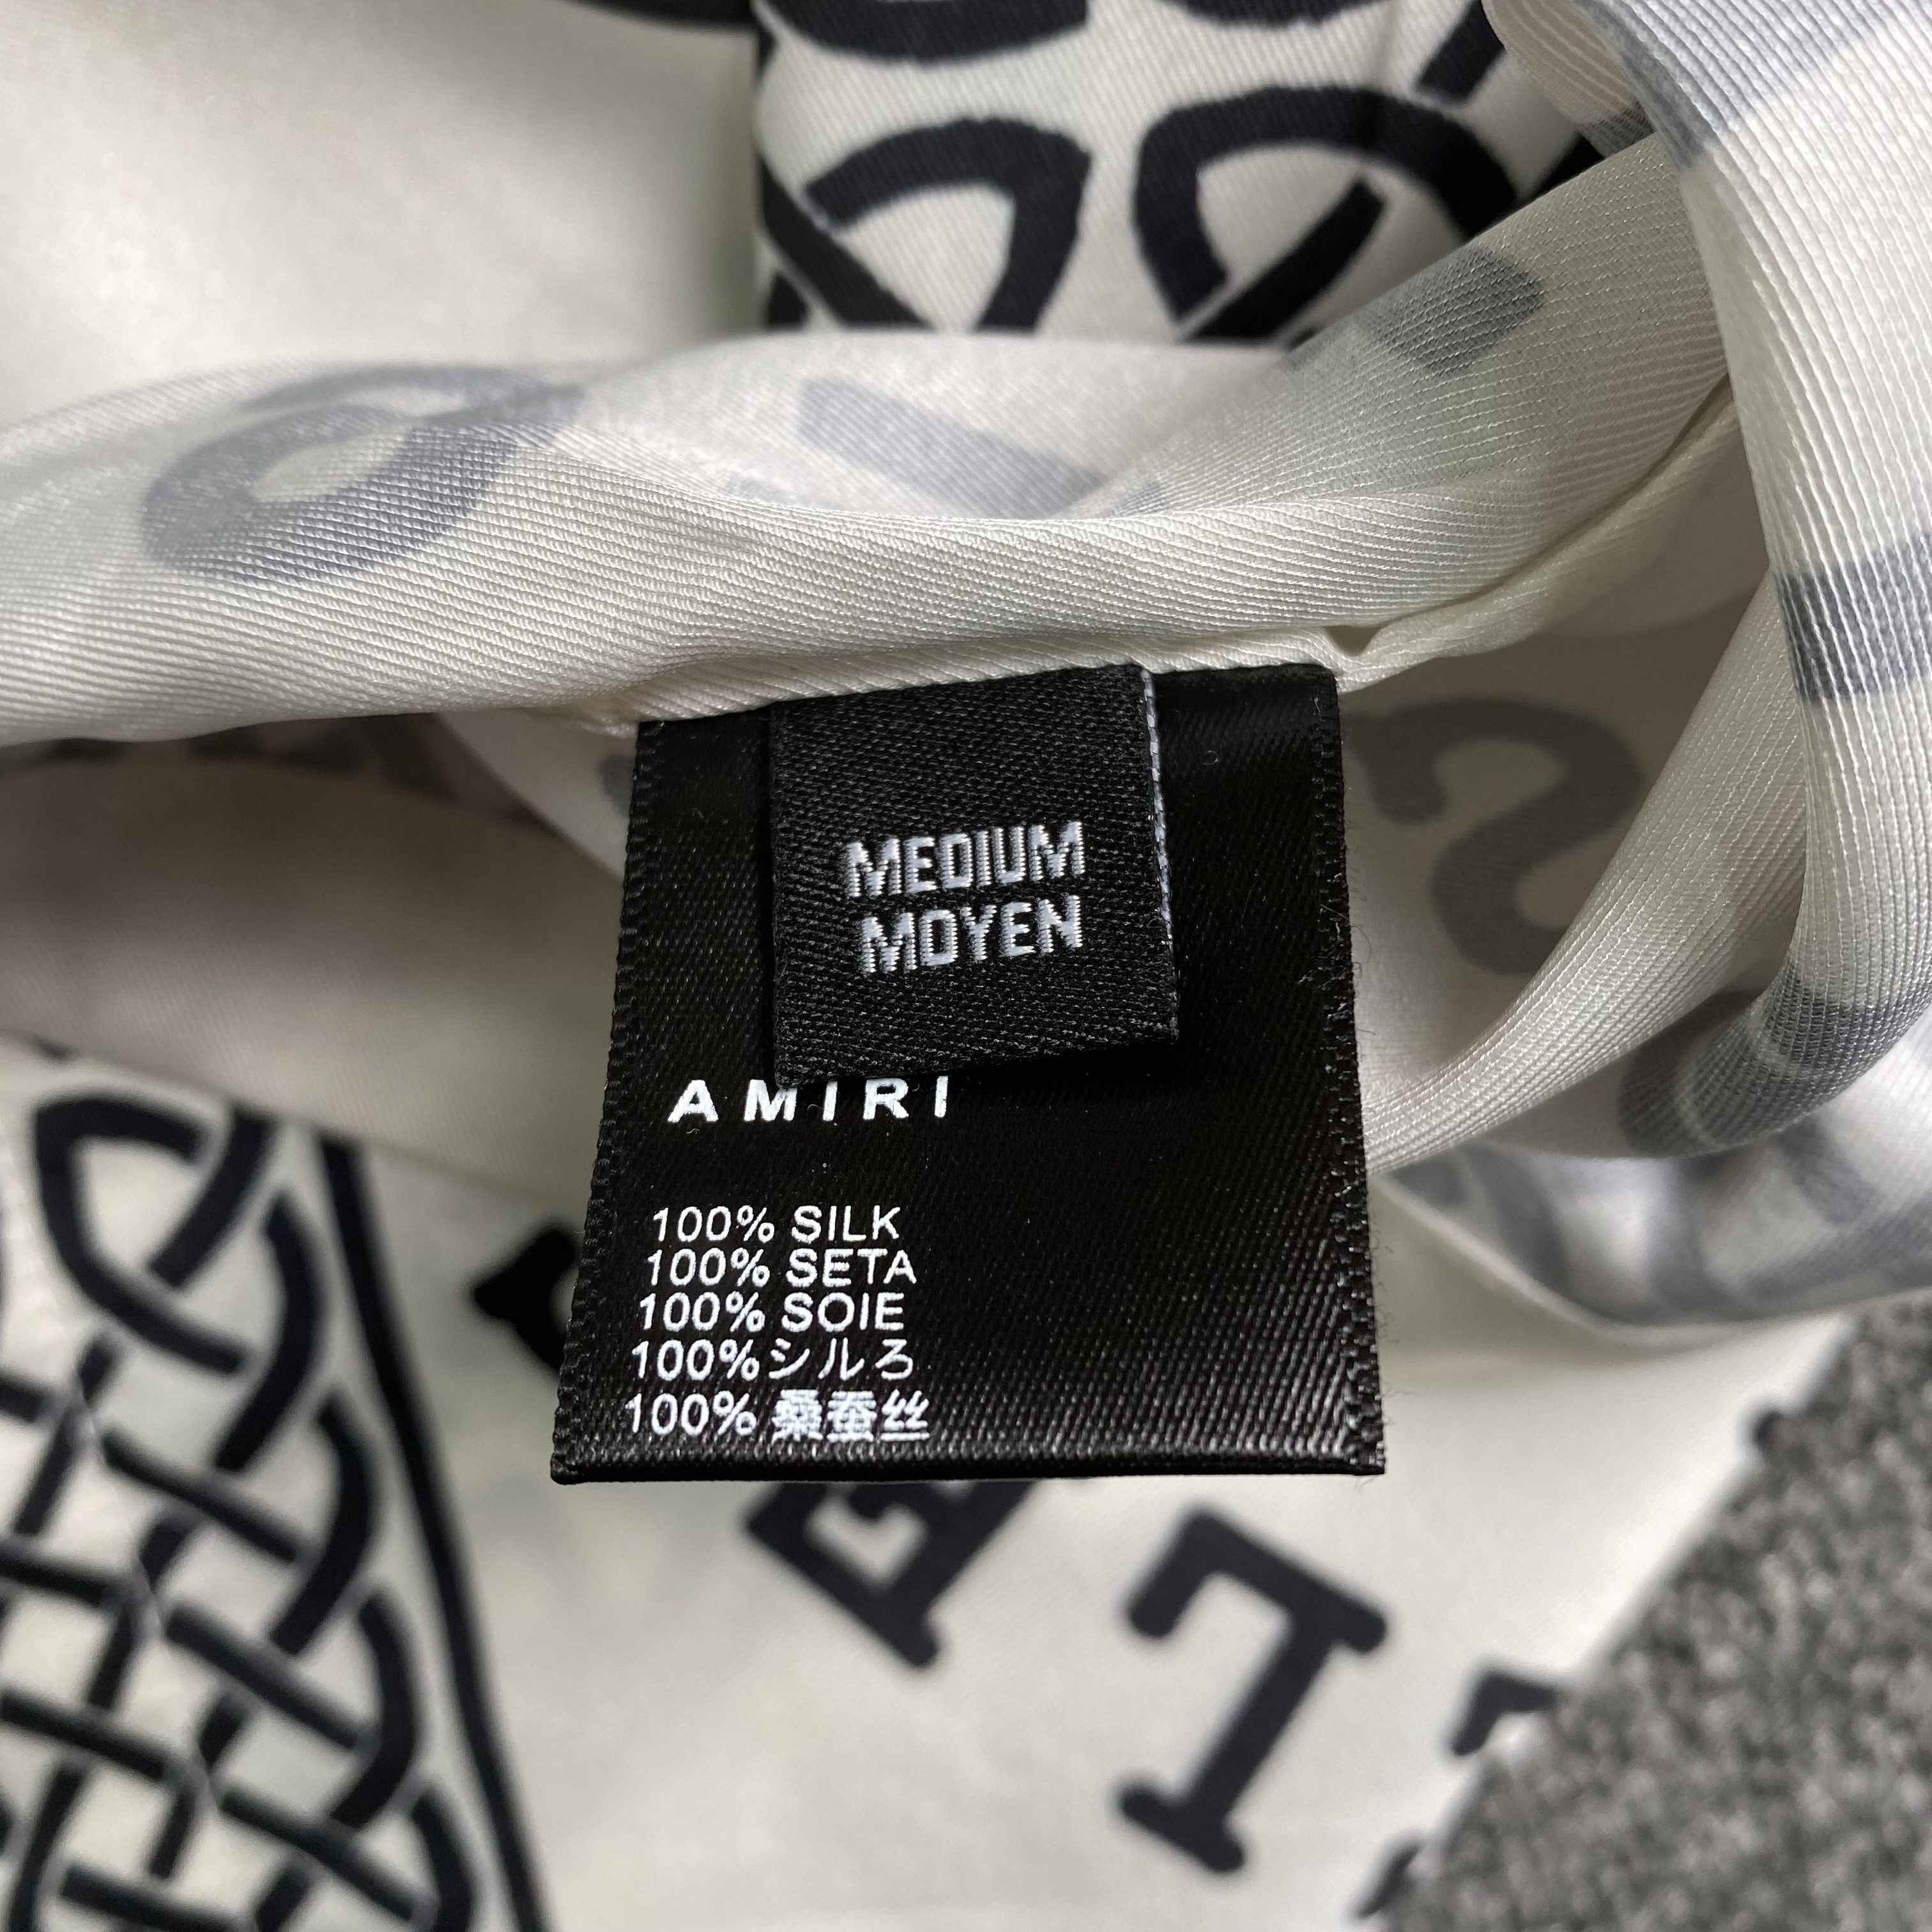 MEDIUM
MOYEN
AMIRI
100% SILK
100% SETA
100% SOIE
100%シルろ
100% 桑蚕丝